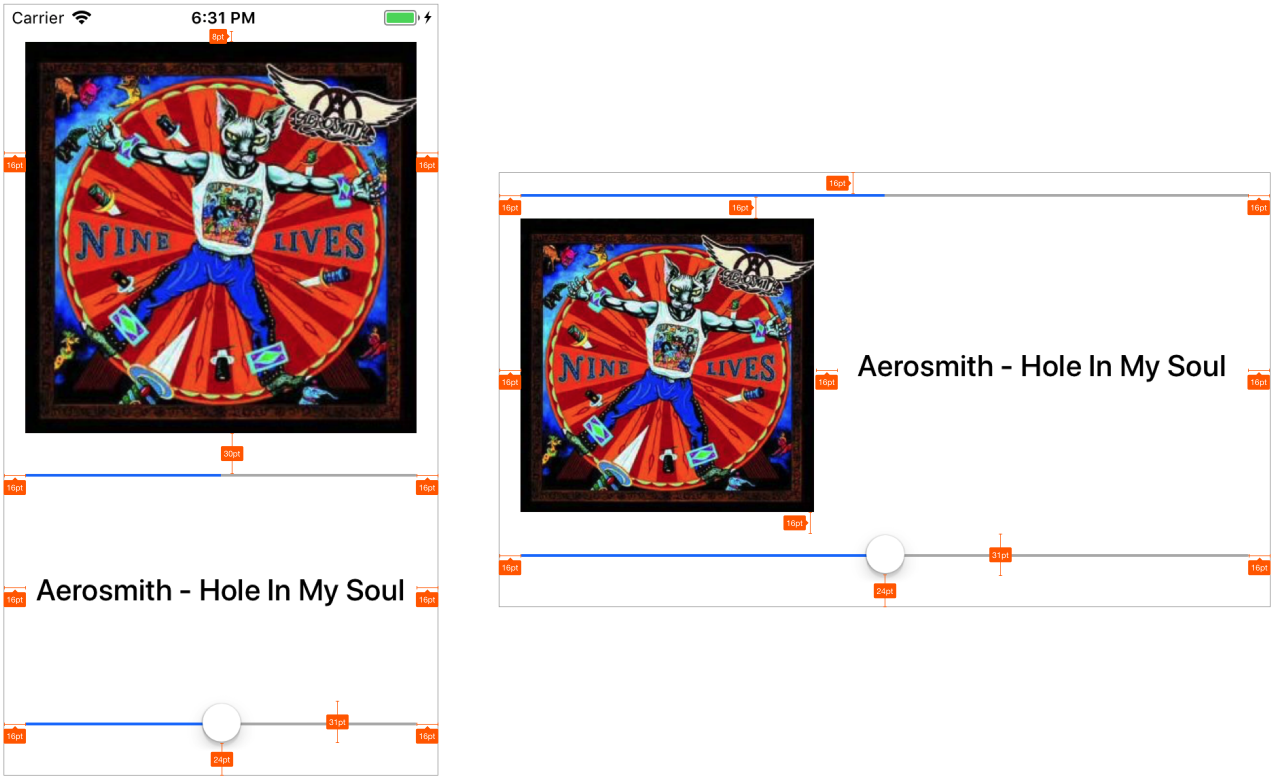 Carrier 6:31 PM
8pt
AEROSMITH
16pt 16pt
NINE LIVES
30pt
16pt 16pt
Aerosmith - Hole In My Soul
16pt 16pt
31pt
16pt 16pt
24pt
16pt
16pt 16pt 16pt
AEROSMITH
NINE LIVES
Aerosmith - Hole In My Soul
16pt 16pt 16pt
16pt
31pt
16pt 16pt
24pt